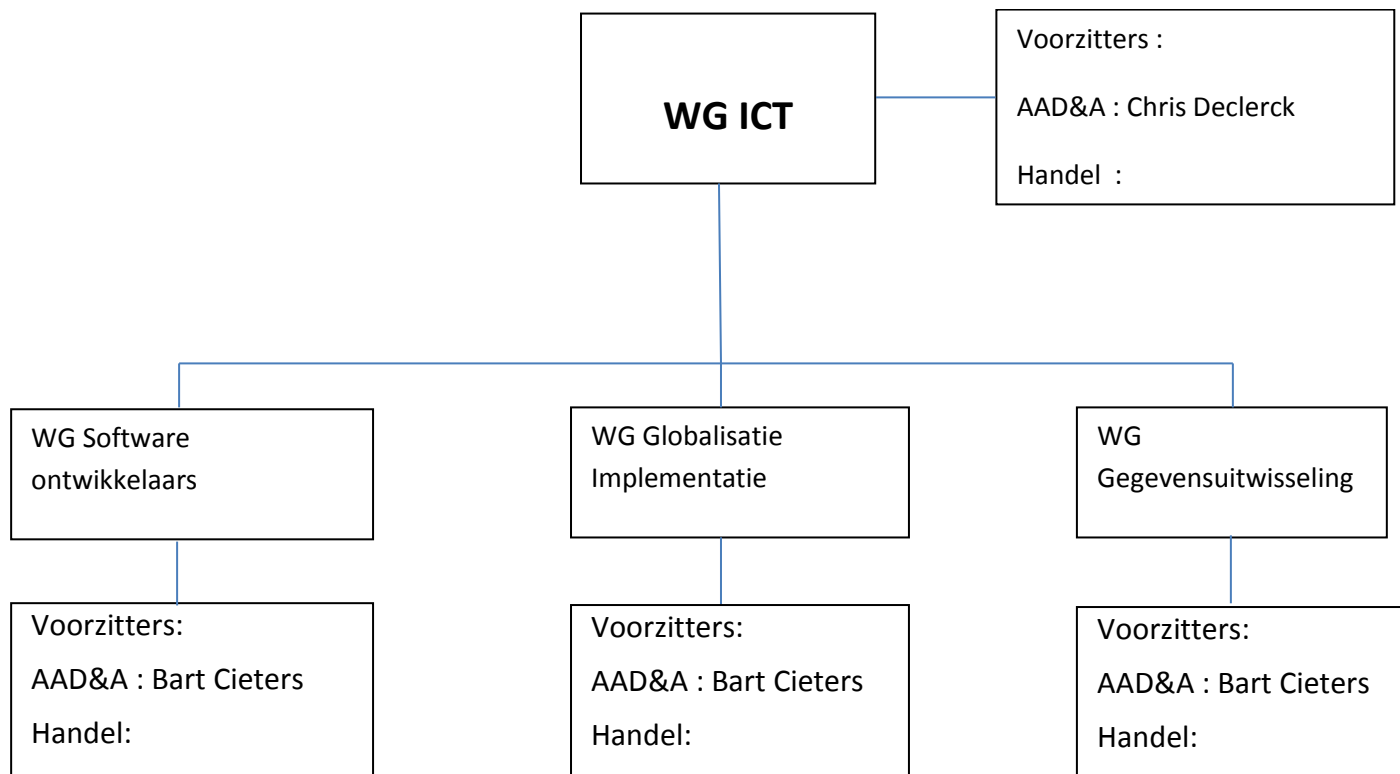 WG ICT
Voorzitters :
AAD&A : Chris Declerck
Handel :
WG Software
ontwikkelaars
WG Globalisatie
Implementatie
WG
Gegevensuitwisseling
Voorzitters:
AAD&A : Bart Cieters
Handel:
Voorzitters:
AAD&A : Bart Cieters
Handel:
Voorzitters:
AAD&A : Bart Cieters
Handel: